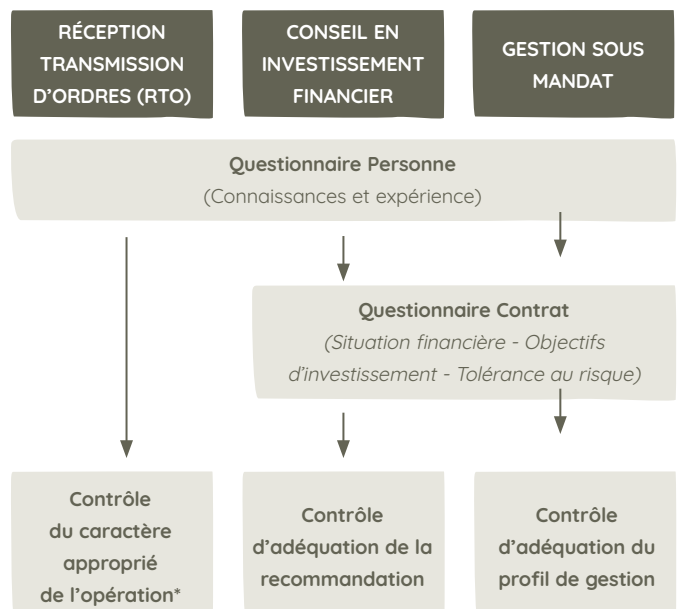 RÉCEPTION
TRANSMISSION
D'ORDRES (RTO)
CONSEIL EN
INVESTISSEMENT
FINANCIER
GESTION SOUS
MANDAT
Questionnaire Personne
(Connaissances et expérience)
Questionnaire Contrat
(Situation financière - Objectifs
d'investissement - Tolérance au risque)
Contrôle
du caractère
approprié
de l'opération*
Contrôle
d'adéquation de la
recommandation
Contrôle
d'adéquation du
profil de gestion